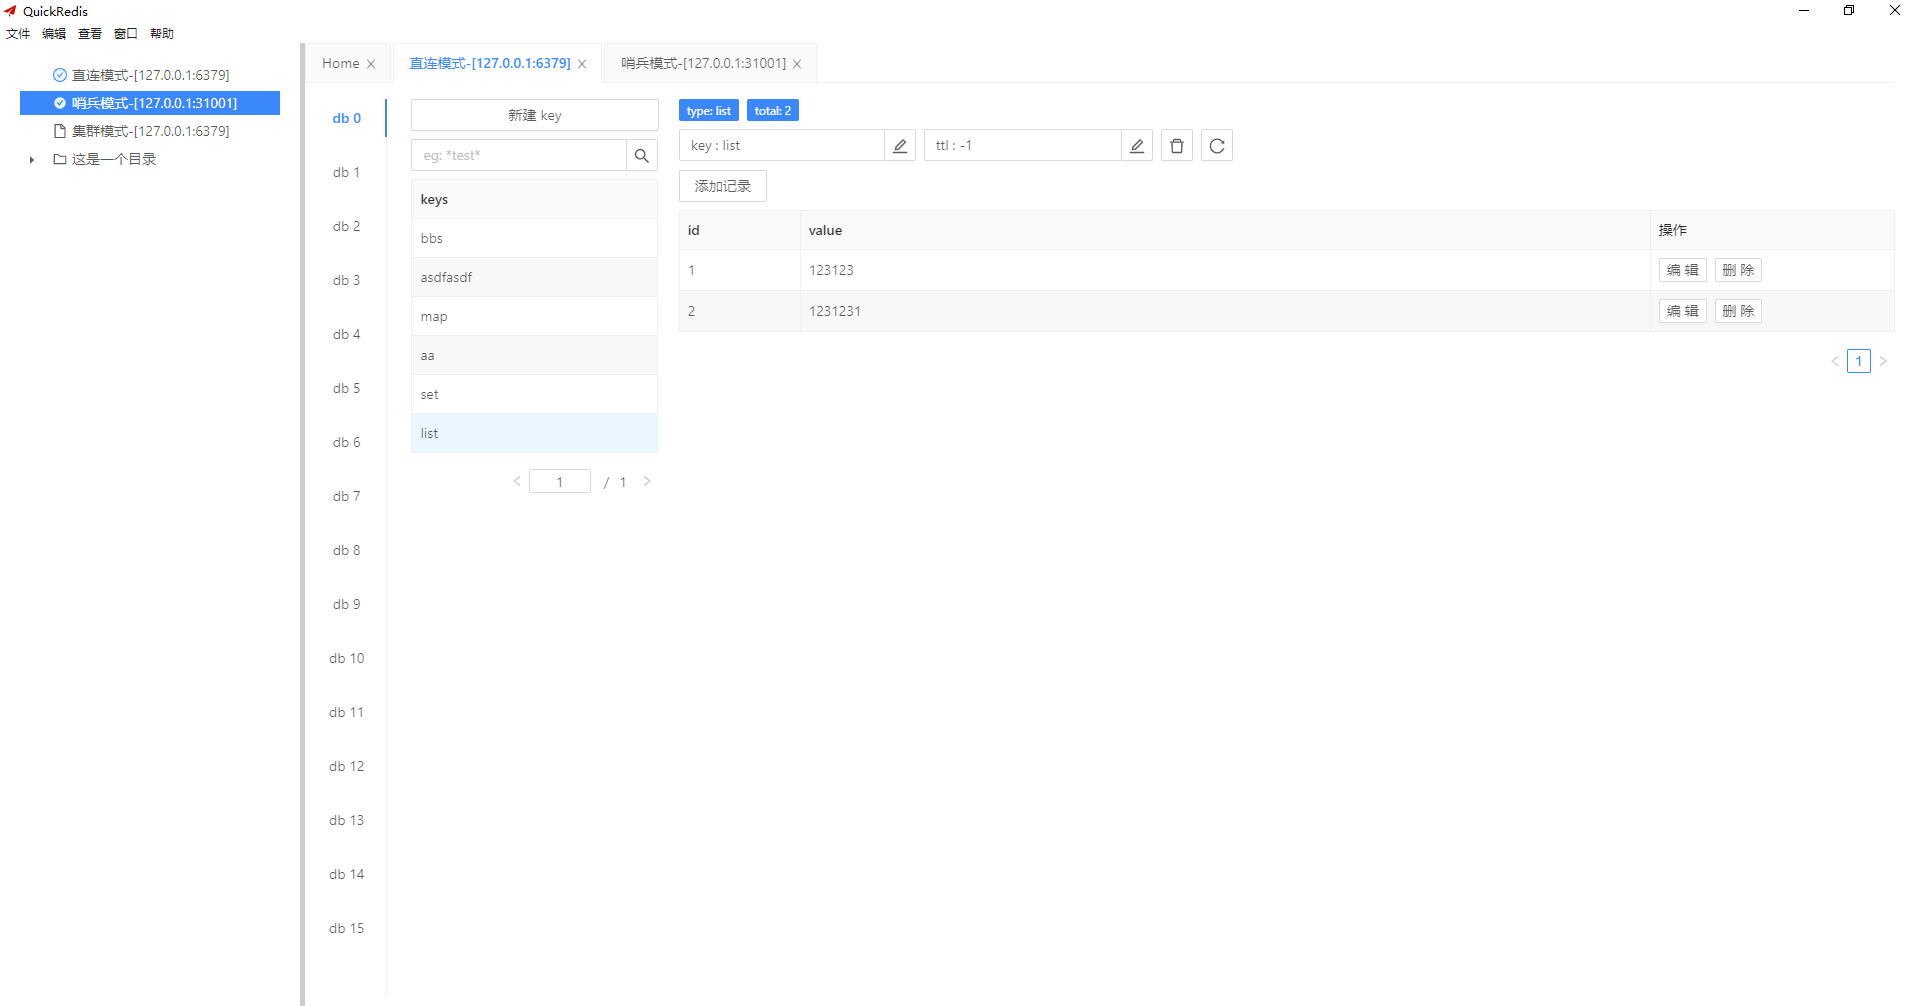 QuickRedis
文件 编辑 查看 窗口 帮助
直连模式-[127.0.0.1:6379]
哨兵模式-[127.0.0.1:31001]
集群模式-[127.0.0.1:6379]
这是一个目录
Home 直连模式-[127.0.0.1:6379] 哨兵模式-[127.0.0.1:31001]
db 0
db 1
db 2
db 3
db 4
db 5
db 6
db 7
db 8
db 9
db 10
db 11
db 12
db 13
db 14
db 15
新建 key
eg: *test*
keys
bbs
asdfasdf
map
aa
set
list
< 1 / 1 >
type: list total: 2
key : list ttl : -1
添加记录
id value 操作
1 123123 编 辑 删 除
2 1231231 编 辑 删 除
< 1 >